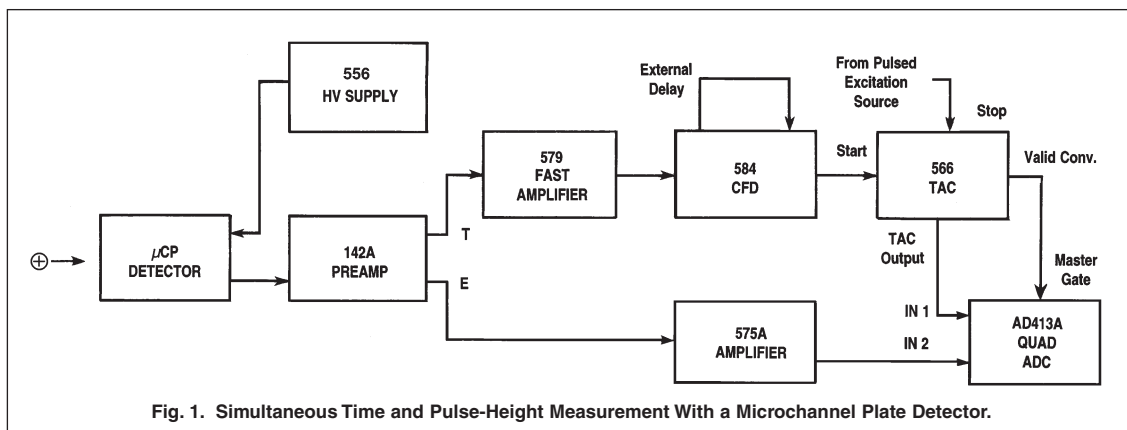 556
HV SUPPLY
External
Delay
From Pulsed
Excitation
Source
Stop
579
FAST
AMPLIFIER
584
CFD
Start
566
TAC
Valid Conv.
μCP
DETECTOR
142A
PREAMP
T
E
TAC
Output
Master
Gate
575A
AMPLIFIER
IN 1
IN 2
AD413A
QUAD
ADC
Fig. 1. Simultaneous Time and Pulse-Height Measurement With a Microchannel Plate Detector.